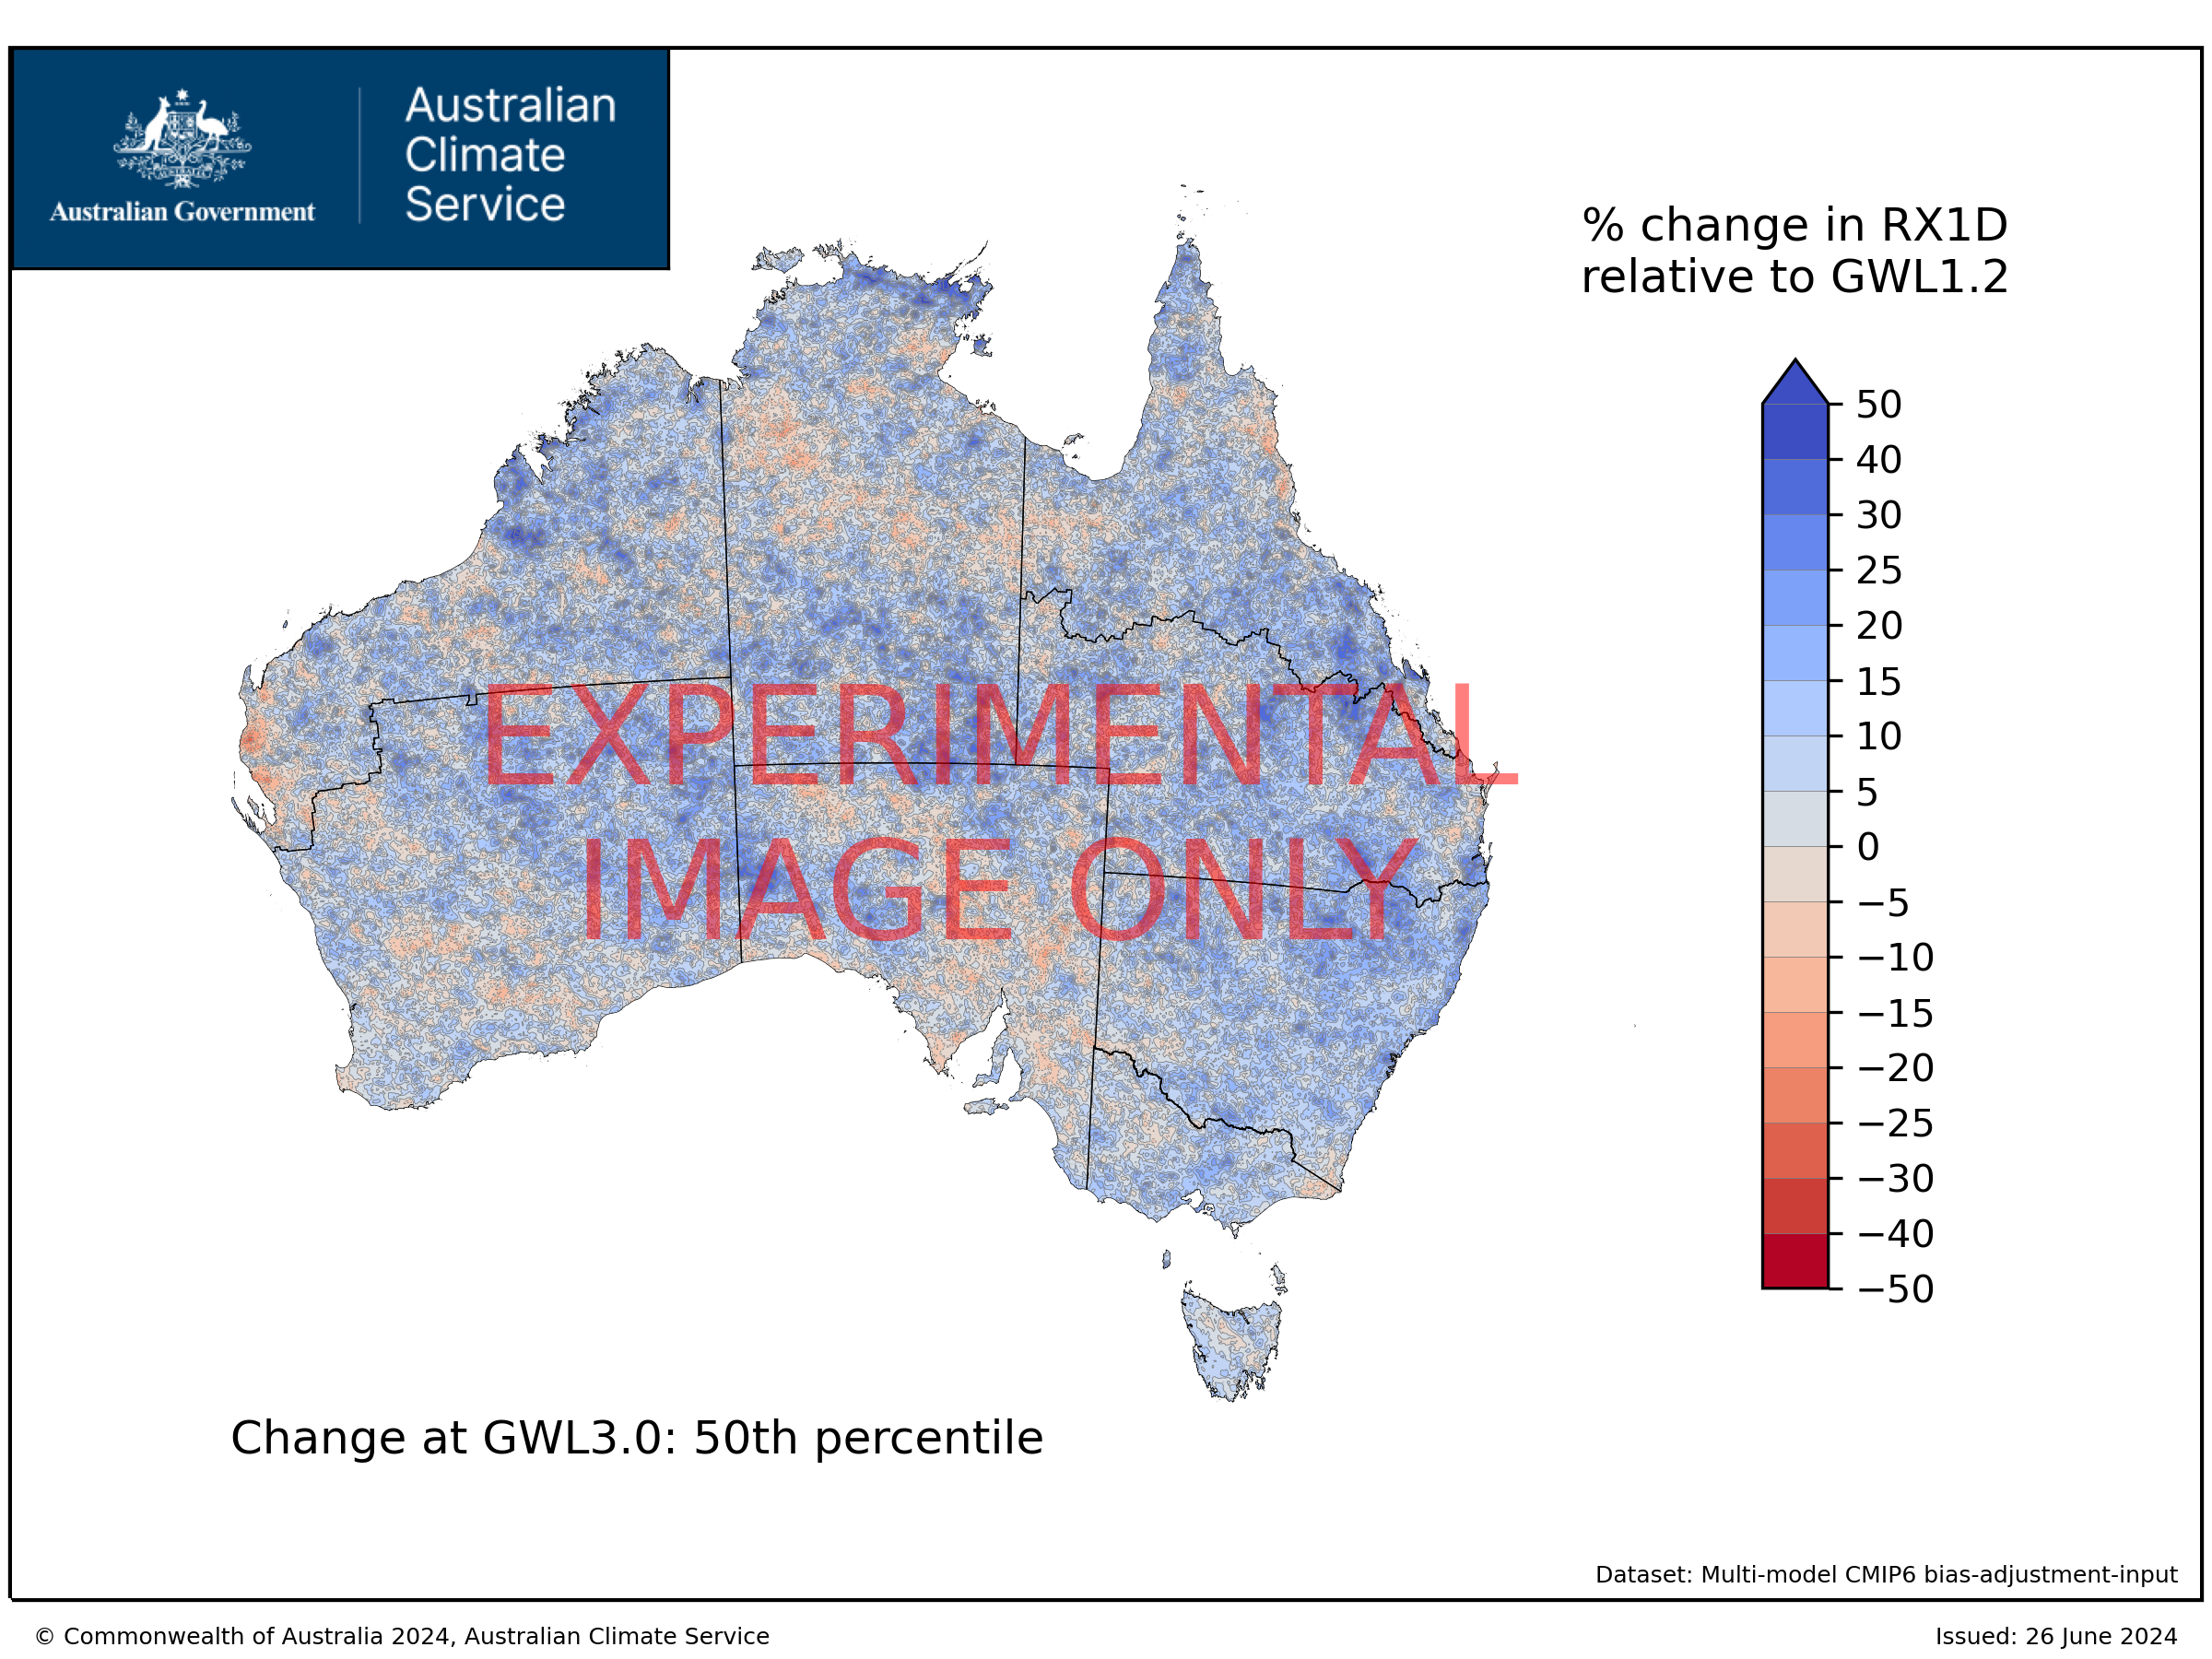 Australian Government
Australian
Climate
Service
% change in RX1D
relative to GWL1.2
50
40
30
25
20
15
10
5
0
−5
−10
−15
−20
−25
−30
−40
−50
EXPERIMENTAL
IMAGE ONLY
Change at GWL3.0: 50th percentile
Dataset: Multi-model CMIP6 bias-adjustment-input
© Commonwealth of Australia 2024, Australian Climate Service
Issued: 26 June 2024